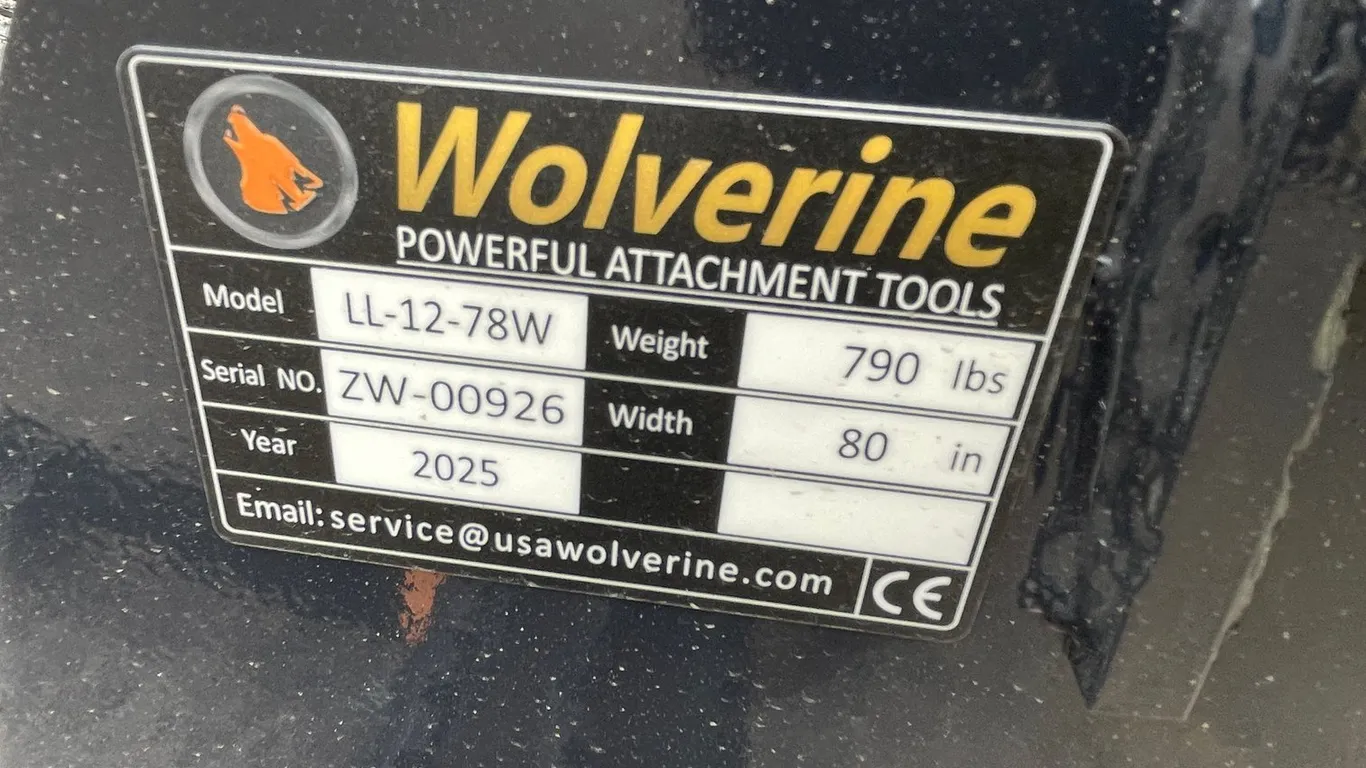 Wolverine
POWERFUL ATTACHMENT TOOLS
Model LL-12-78W Weight 790 lbs
Serial NO. ZW-00926 Width 80 in
Year 2025
Email: service@usawolverine.com CE